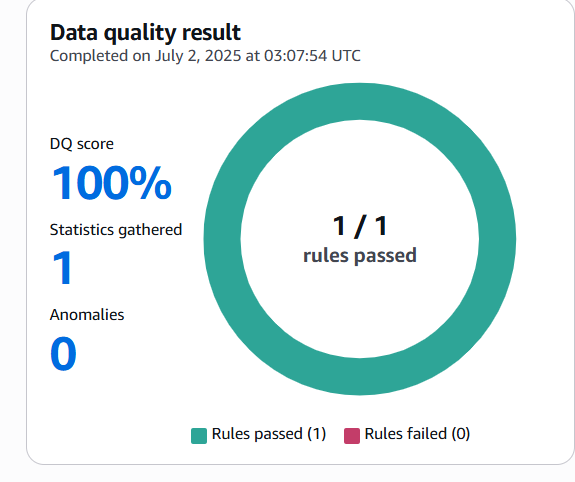 Data quality result
Completed on July 2, 2025 at 03:07:54 UTC
DQ score
100%
Statistics gathered
1
Anomalies
0
1 / 1
rules passed
Rules passed (1)
Rules failed (0)